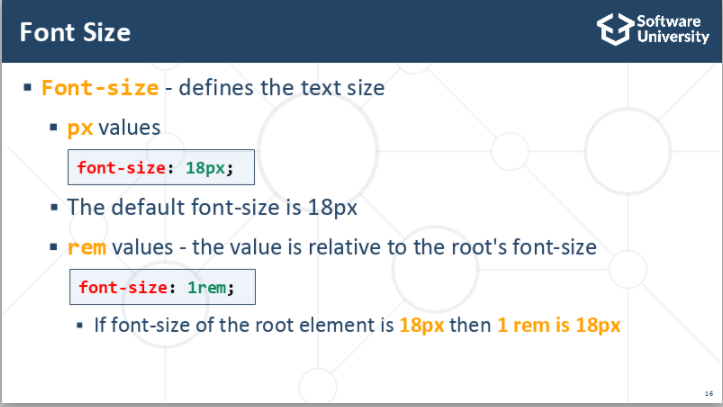 Font Size
Software
University
Font-size - defines the text size
px values
font-size: 18px;
The default font-size is 18px
rem values - the value is relative to the root's font-size
font-size: 1rem;
If font-size of the root element is 18px then 1 rem is 18px
16